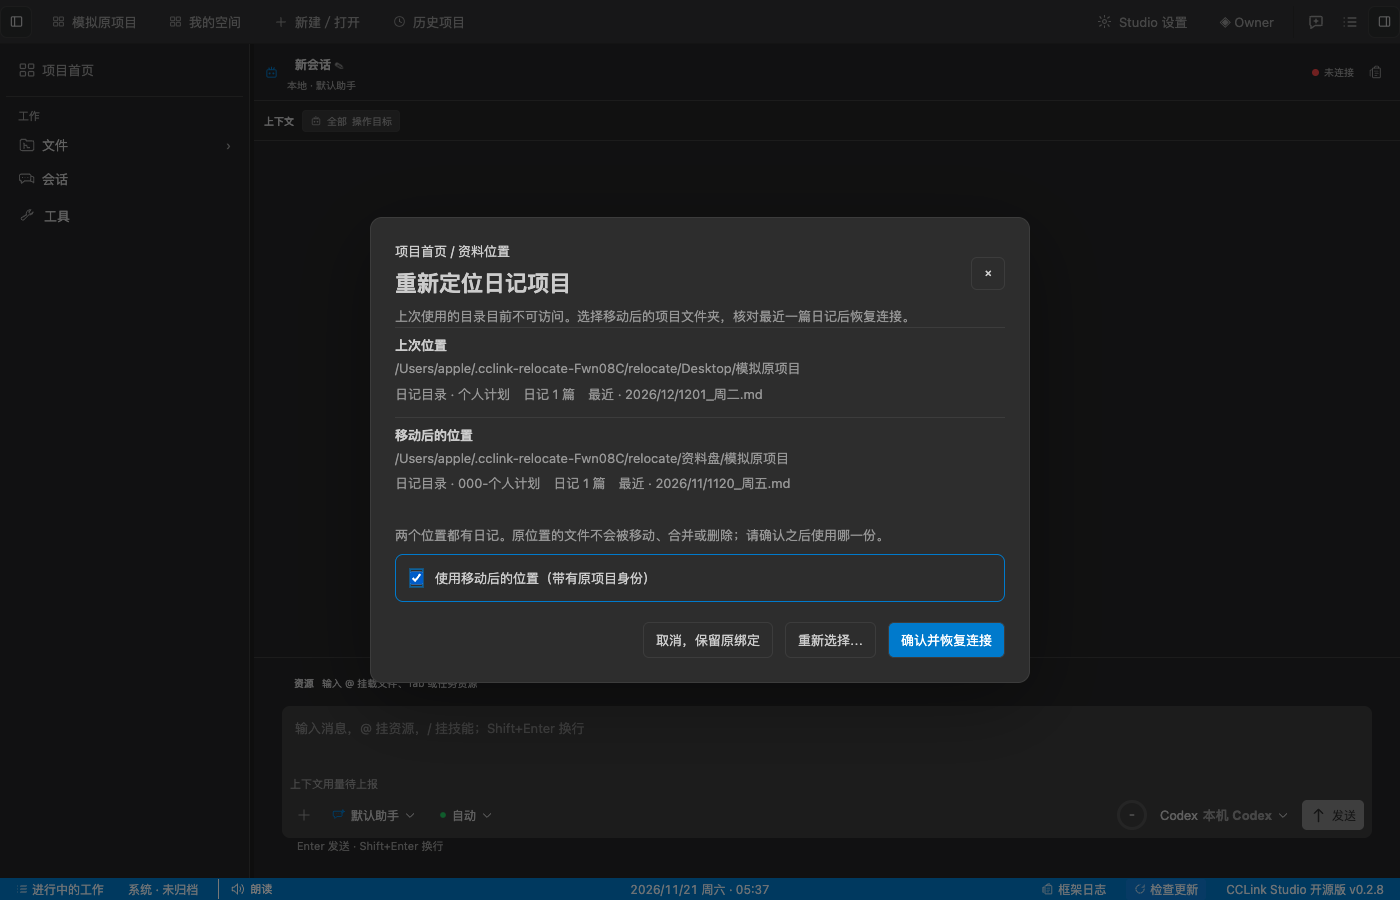 模拟原项目
我的空间
新建 / 打开
历史项目
Studio 设置
Owner
项目首页
工作
文件
会话
工具
新会话
本地 · 默认助手
未连接
上下文
全部 操作目标
项目首页 / 资料位置
重新定位日记项目
×
上次使用的目录目前不可访问。选择移动后的项目文件夹，核对最近一篇日记后恢复连接。
上次位置
/Users/apple/.cclink-relocate-Fwn08C/relocate/Desktop/模拟原项目
日记目录 · 个人计划 日记 1 篇 最近 · 2026/12/1201_周二.md
移动后的位置
/Users/apple/.cclink-relocate-Fwn08C/relocate/资料盘/模拟原项目
日记目录 · 000-个人计划 日记 1 篇 最近 · 2026/11/1120_周五.md
两个位置都有日记。原位置的文件不会被移动、合并或删除；请确认之后使用哪一份。
使用移动后的位置（带有原项目身份）
取消，保留原绑定
重新选择...
确认并恢复连接
资源 输入 @ 挂载文件、Tab 或任务资源
输入消息，@ 挂资源，/ 挂技能；Shift+Enter 换行
上下文用量待上报
默认助手
自动
-
Codex 本机 Codex
发送
Enter 发送 · Shift+Enter 换行
进行中的工作
系统 · 未归档
朗读
2026/11/21 周六 · 05:37
框架日志
检查更新
CCLink Studio 开源版 v0.2.8